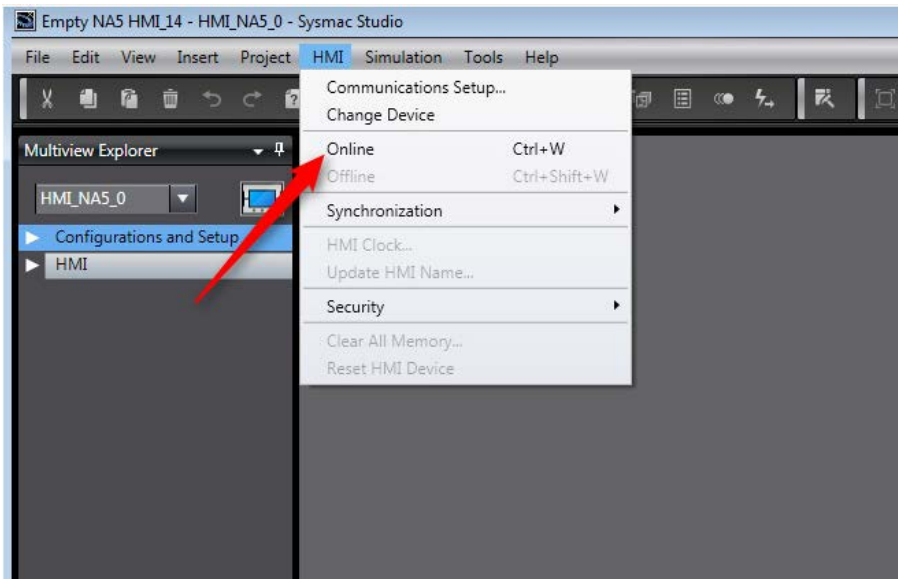 Empty NA5 HMI_14 - HMI_NA5_0 - Sysmac Studio
File Edit View Insert Project HMI Simulation Tools Help
Communications Setup...
Change Device
Multiview Explorer
Online Ctrl+W
Offline Ctrl+Shift+W
HMI_NA5_0
Synchronization
Configurations and Setup
HMI Clock...
HMI
Update HMI Name...
Security
Clear All Memory...
Reset HMI Device